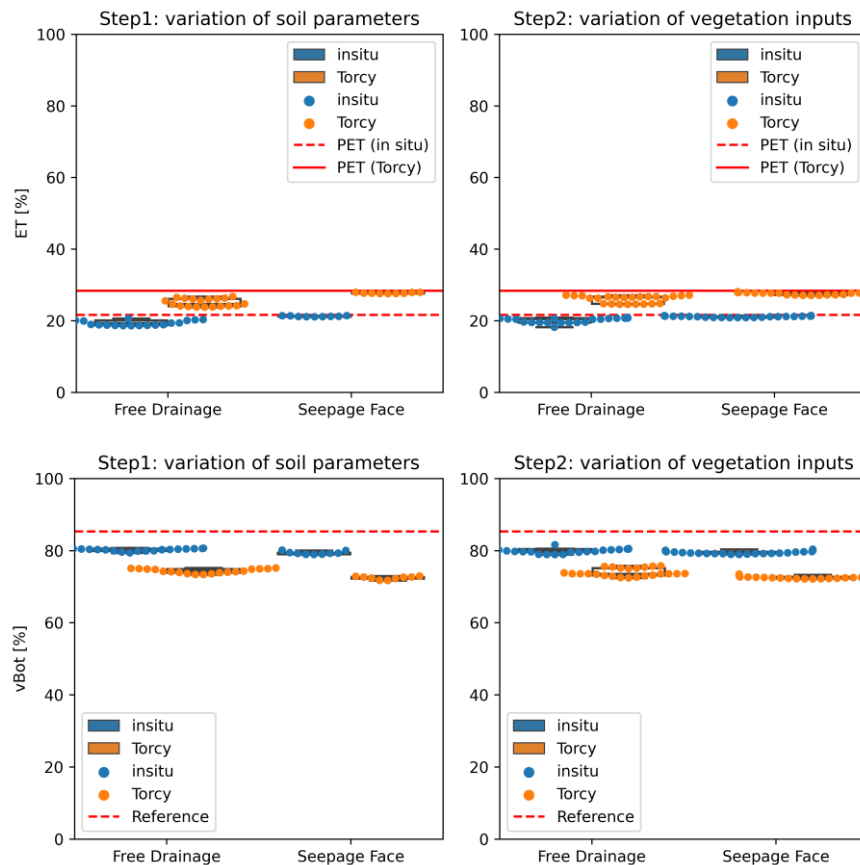 Step1: variation of soil parameters
Step2: variation of vegetation inputs
100
80
60
40
20
0
ET [%]
insitu
Torcy
insitu
Torcy
PET (in situ)
PET (Torcy)
Free Drainage
Seepage Face
100
80
60
40
20
0
insitu
Torcy
insitu
Torcy
PET (in situ)
PET (Torcy)
Free Drainage
Seepage Face
Step1: variation of soil parameters
Step2: variation of vegetation inputs
100
80
60
40
20
0
vBot [%]
insitu
Torcy
insitu
Torcy
Reference
Free Drainage
Seepage Face
100
80
60
40
20
0
insitu
Torcy
insitu
Torcy
Reference
Free Drainage
Seepage Face